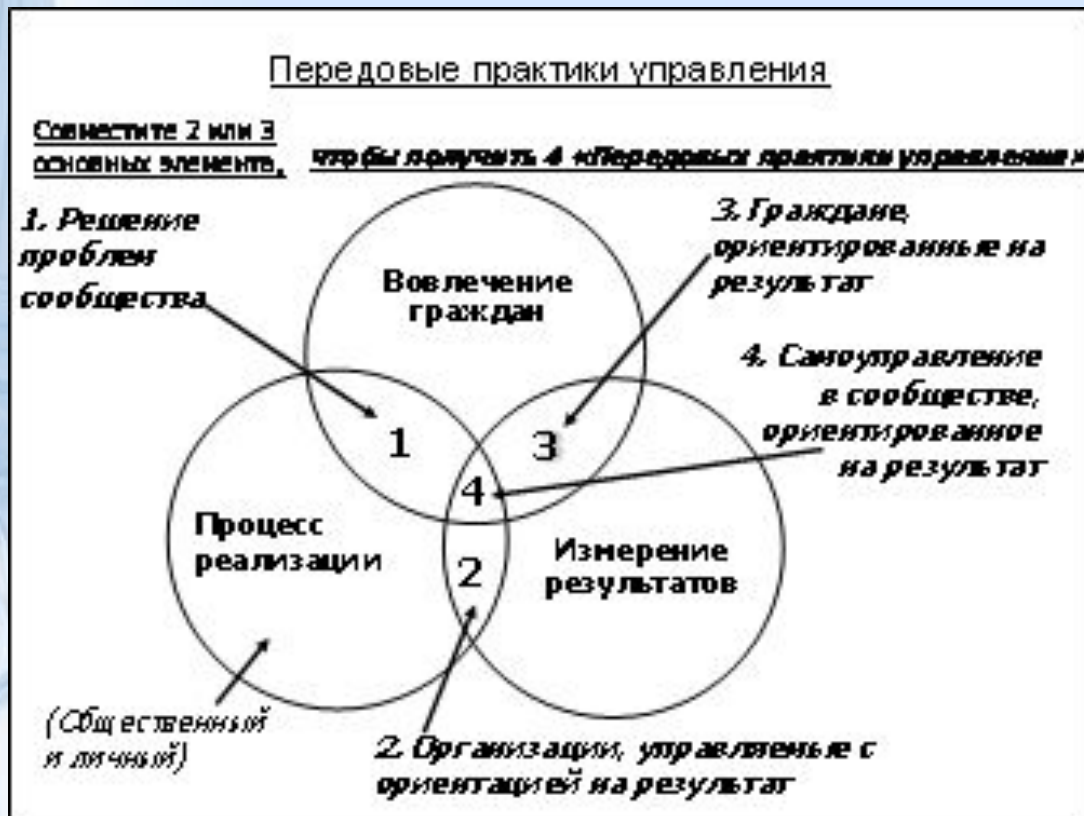 Передовые практики управления
Совместите 2 или 3
основных элемента,
чтобы получить 4 «Передовых практики управления»
1. Решение
проблем
сообщества
3. Граждане,
ориентированные на
результат
Вовлечение
граждан
4. Самоуправление
в сообществе,
ориентированное
на результат
1
3
4
Процесс
реализации
2
Измерение
результатов
(Общественный
и личный)
2. Организации, управляемые с
ориентацией на результат